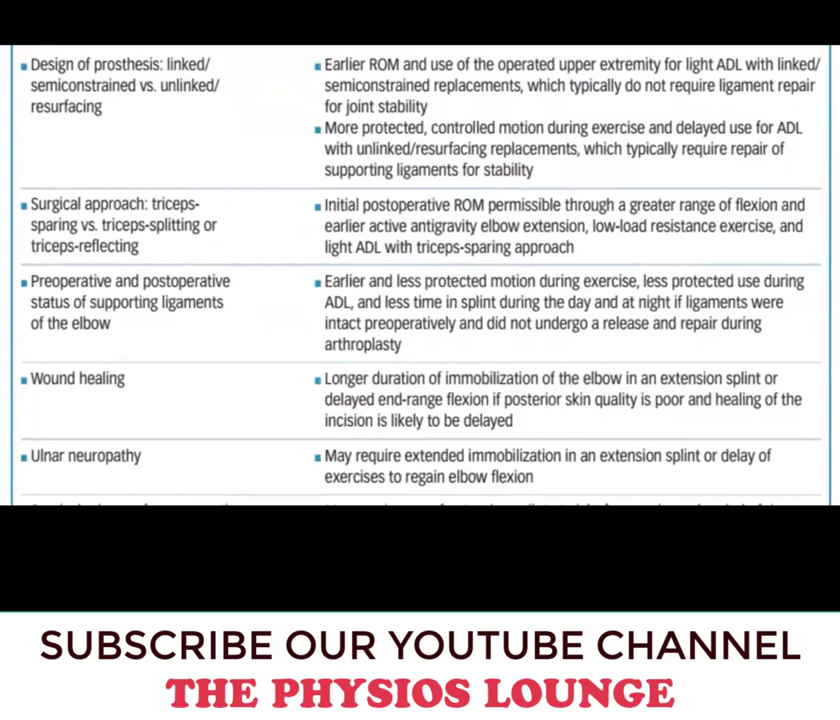 Design of prosthesis: linked/
semiconstrained vs. unlinked/
resurfacing
Earlier ROM and use of the operated upper extremity for light ADL with linked/
semiconstrained replacements, which typically do not require ligament repair
for joint stability
More protected, controlled motion during exercise and delayed use for ADL
with unlinked/resurfacing replacements, which typically require repair of
supporting ligaments for stability
Surgical approach: triceps-
sparing vs. triceps-splitting or
triceps-reflecting
Initial postoperative ROM permissible through a greater range of flexion and
earlier active antigravity elbow extension, low-load resistance exercise, and
light ADL with triceps-sparing approach
Preoperative and postoperative
status of supporting ligaments
of the elbow
Earlier and less protected motion during exercise, less protected use during
ADL, and less time in splint during the day and at night if ligaments were
intact preoperatively and did not undergo a release and repair during
arthroplasty
Wound healing
Longer duration of immobilization of the elbow in an extension splint or
delayed end-range flexion if posterior skin quality is poor and healing of the
incision is likely to be delayed
Ulnar neuropathy
May require extended immobilization in an extension splint or delay of
exercises to regain elbow flexion
SUBSCRIBE OUR YOUTUBE CHANNEL
THE PHYSIOS LOUNGE